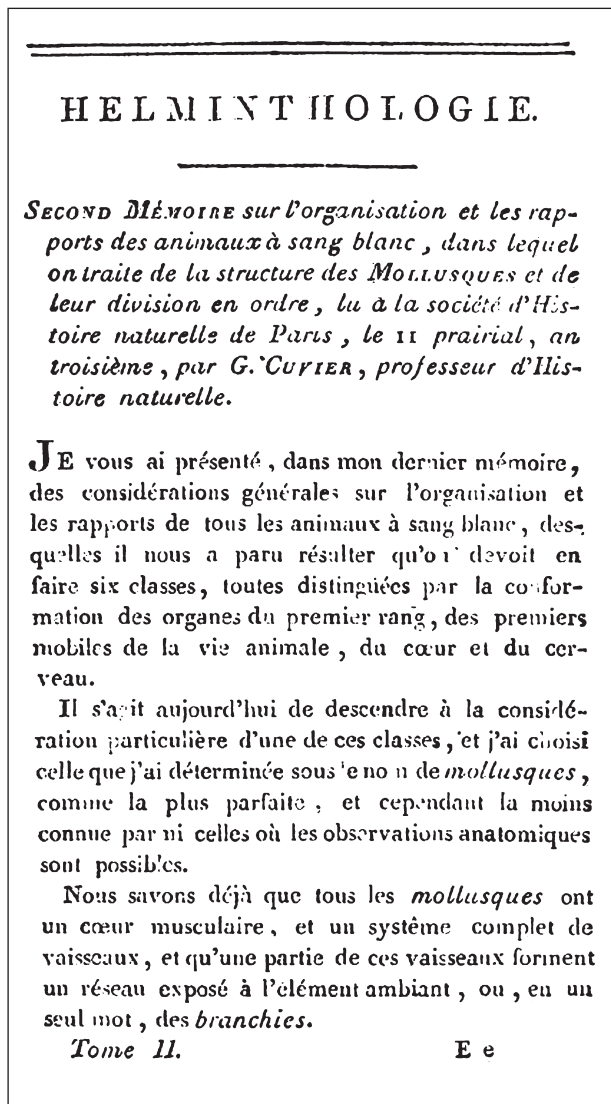 HELMINTHOLOGIE.
SECOND MÉMOIRE sur l'organisation et les rap-
ports des animaux à sang blanc, dans lequel
on traite de la structure des MOLLUSQUES et de
leur division en ordre, lu à la société d'His-
toire naturelle de Paris, le 11 prairial, an
troisième, par G. CUVIER, professeur d'His-
toire naturelle.
JE vous ai présenté, dans mon dernier mémoire,
des considérations générales sur l'organisation et
les rapports de tous les animaux à sang blanc, des-
quelles il nous a paru résulter qu'on devoit en
faire six classes, toutes distinguées par la confor-
mation des organes du premier rang, des premiers
mobiles de la vie animale, du cœur et du cer-
veau.
Il s'agit aujourd'hui de descendre à la considé-
ration particulière d'une de ces classes, et j'ai choisi
celle que j'ai déterminée sous le nom de mollusques,
comme la plus parfaite, et cependant la moins
connue parmi celles où les observations anatomiques
sont possibles.
Nous savons déjà que tous les mollusques ont
un cœur musculaire, et un systême complet de
vaisseaux, et qu'une partie de ces vaisseaux forment
un réseau exposé à l'élément ambiant, ou, en un
seul mot, des branchies.
Tome II. E e